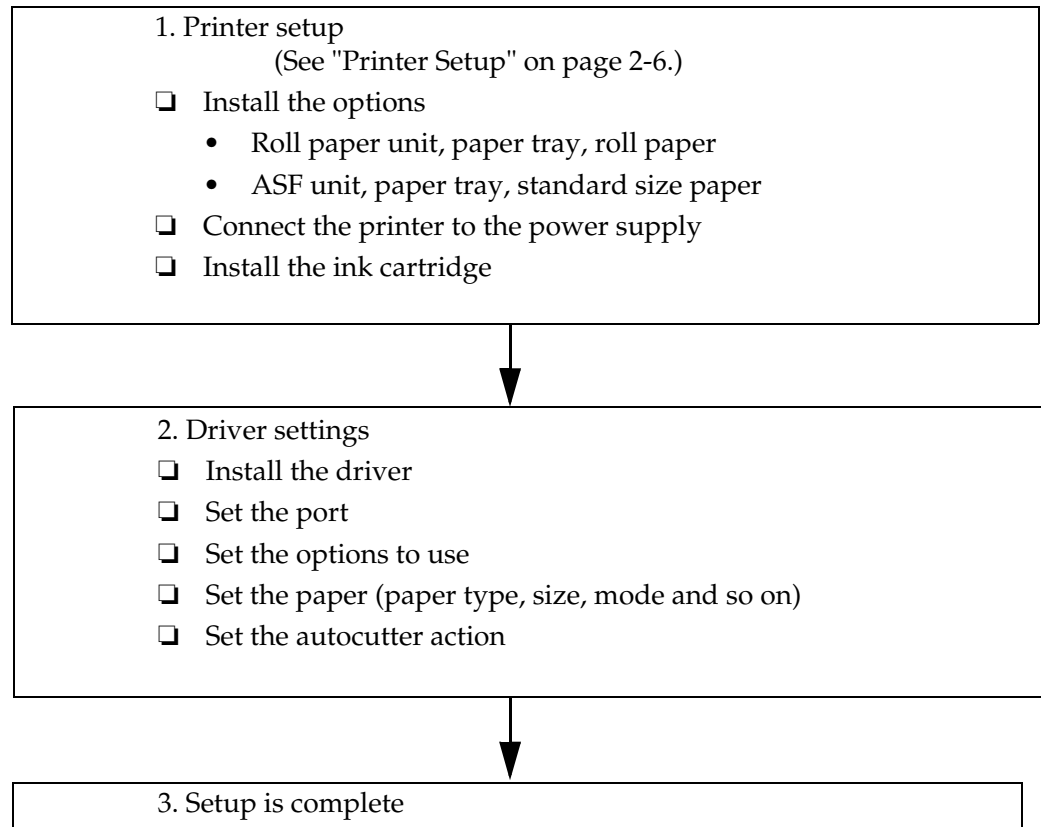 1. Printer setup
(See "Printer Setup" on page 2-6.)
❏ Install the options
• Roll paper unit, paper tray, roll paper
• ASF unit, paper tray, standard size paper
❏ Connect the printer to the power supply
❏ Install the ink cartridge
2. Driver settings
❏ Install the driver
❏ Set the port
❏ Set the options to use
❏ Set the paper (paper type, size, mode and so on)
❏ Set the autocutter action
3. Setup is complete